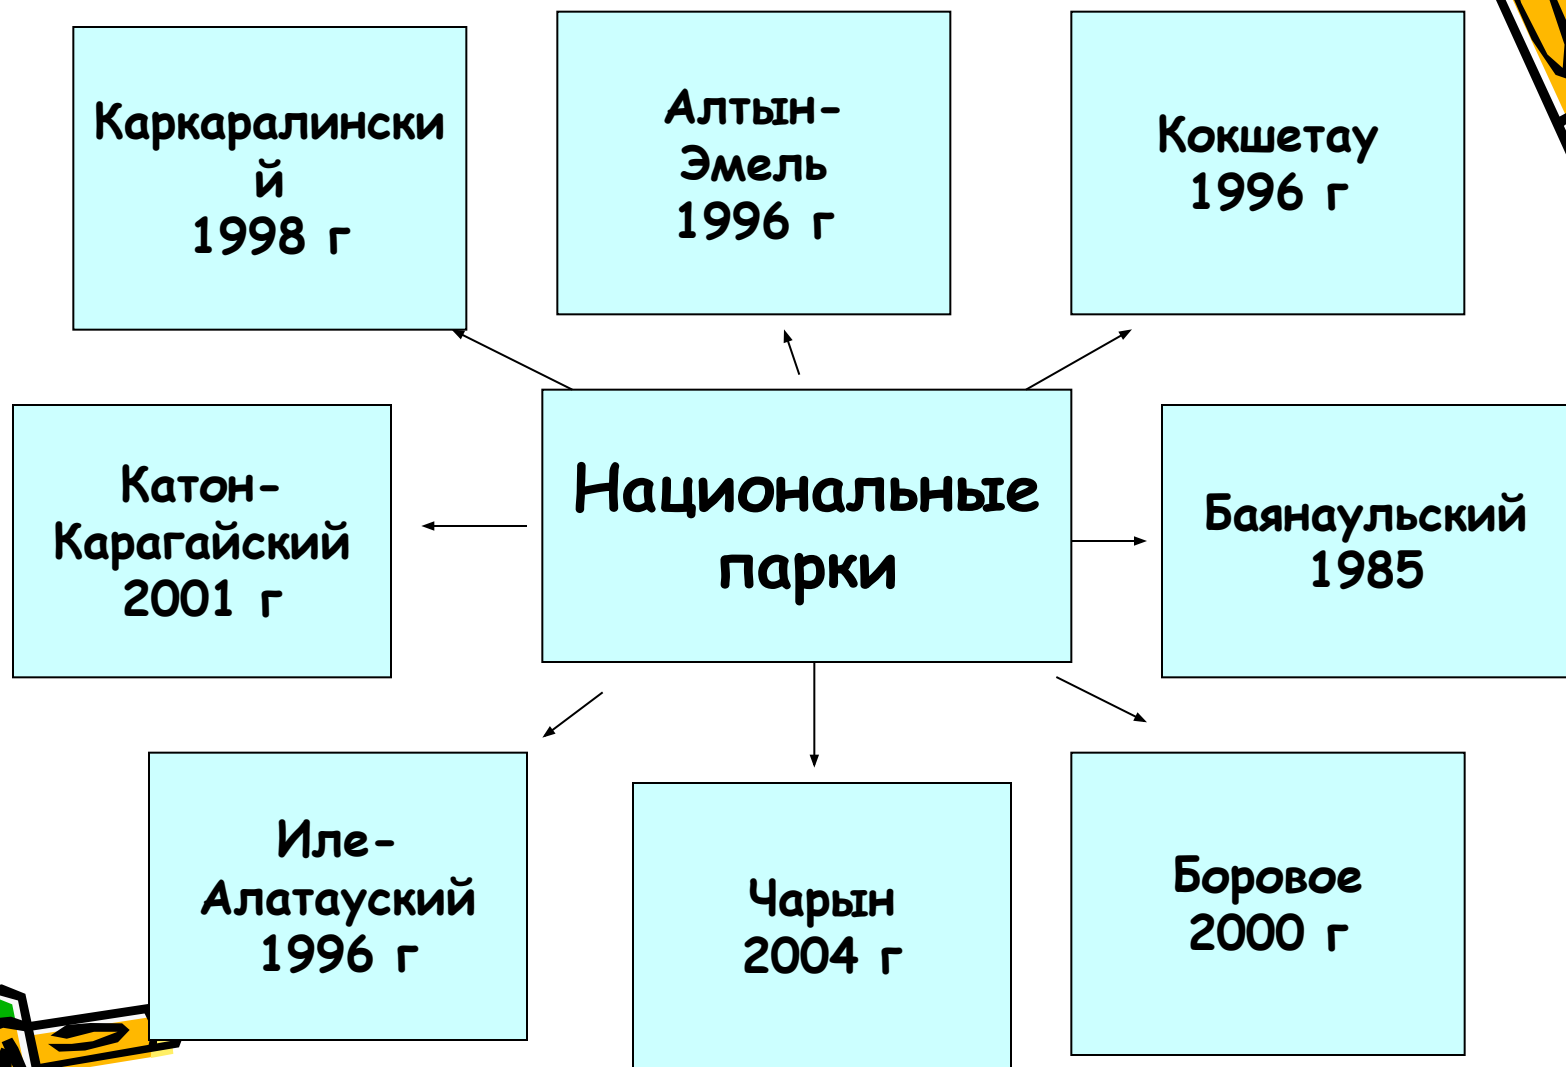 Каркаралински
й
1998 г
Алтын-
Эмель
1996 г
Кокшетау
1996 г
Катон-
Карагайский
2001 г
Национальные
парки
Баянаульский
1985
Иле-
Алатауский
1996 г
Чарын
2004 г
Боровое
2000 г